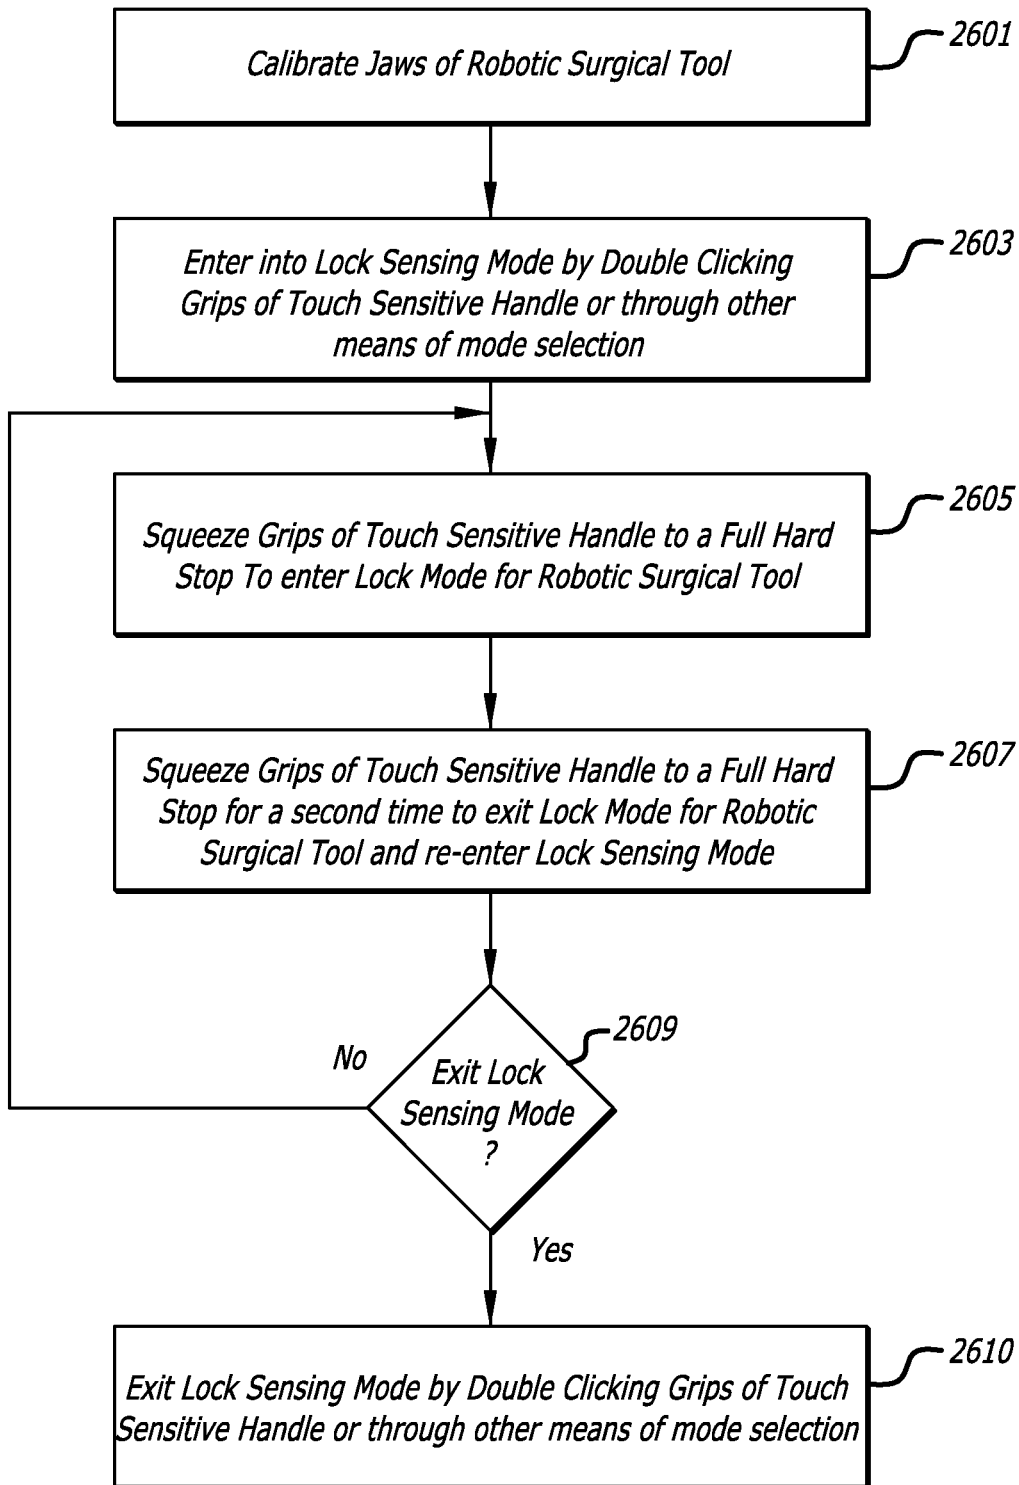 Calibrate Jaws of Robotic Surgical Tool
2601
Enter into Lock Sensing Mode by Double Clicking
Grips of Touch Sensitive Handle or through other
means of mode selection
2603
Squeeze Grips of Touch Sensitive Handle to a Full Hard
Stop To enter Lock Mode for Robotic Surgical Tool
2605
Squeeze Grips of Touch Sensitive Handle to a Full Hard
Stop for a second time to exit Lock Mode for Robotic
Surgical Tool and re-enter Lock Sensing Mode
2607
2609
No
Exit Lock
Sensing Mode
?
Yes
Exit Lock Sensing Mode by Double Clicking Grips of Touch
Sensitive Handle or through other means of mode selection
2610